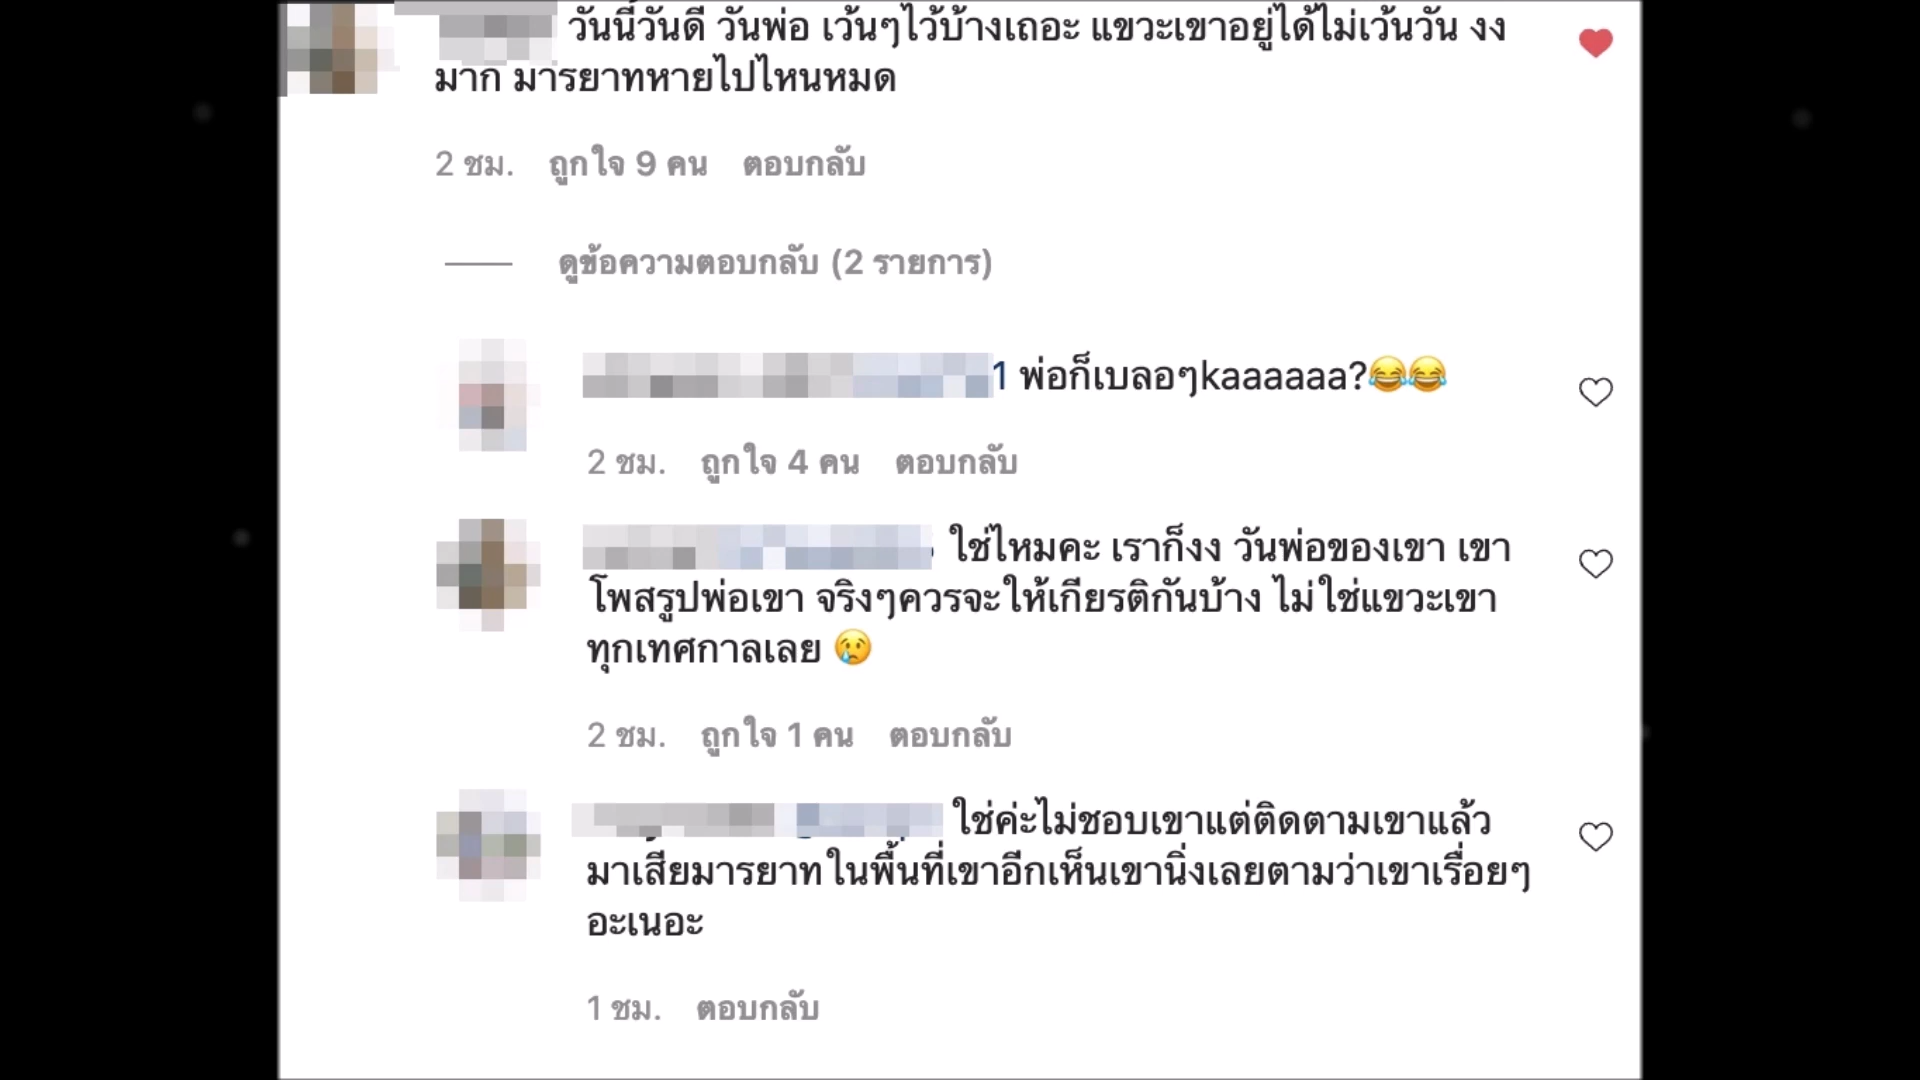 วันนี้วันดี วันพ่อ เว้นๆไว้บ้างเถอะ แขวะเขาอยู่ได้ไม่เว้นวัน งง
มาก มารยาทหายไปไหนหมด
2 ชม. ถูกใจ 9 คน ตอบกลับ
ดูข้อความตอบกลับ (2 รายการ)
1 พ่อก็เบลอๆkaaaaaa?😂😂
2 ชม. ถูกใจ 4 คน ตอบกลับ
ใช่ไหมคะ เราก็งง วันพ่อของเขา เขา
โพสรูปพ่อเขา จริงๆควรจะให้เกียรติกันบ้าง ไม่ใช่แขวะเขา
ทุกเทศกาลเลย 😢
2 ชม. ถูกใจ 1 คน ตอบกลับ
ใช่ค่ะไม่ชอบเขาแต่ติดตามเขาแล้ว
มาเสียมารยาทในพื้นที่เขาอีกเห็นเขานิ่งเลยตามว่าเขาเรื่อยๆ
อะเนอะ
1 ชม. ตอบกลับ